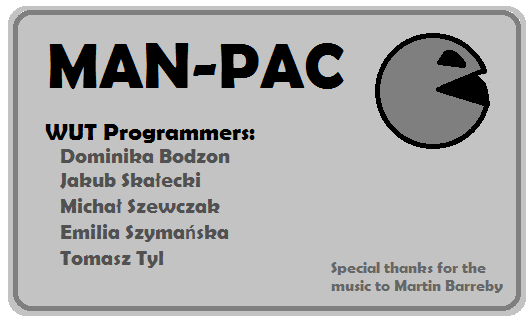 MAN-PAC
WUT Programmers:
Dominika Bodzon
Jakub Skałecki
Michał Szewczak
Emilia Szymańska
Tomasz Tyl
Special thanks for the
music to Martin Barreby